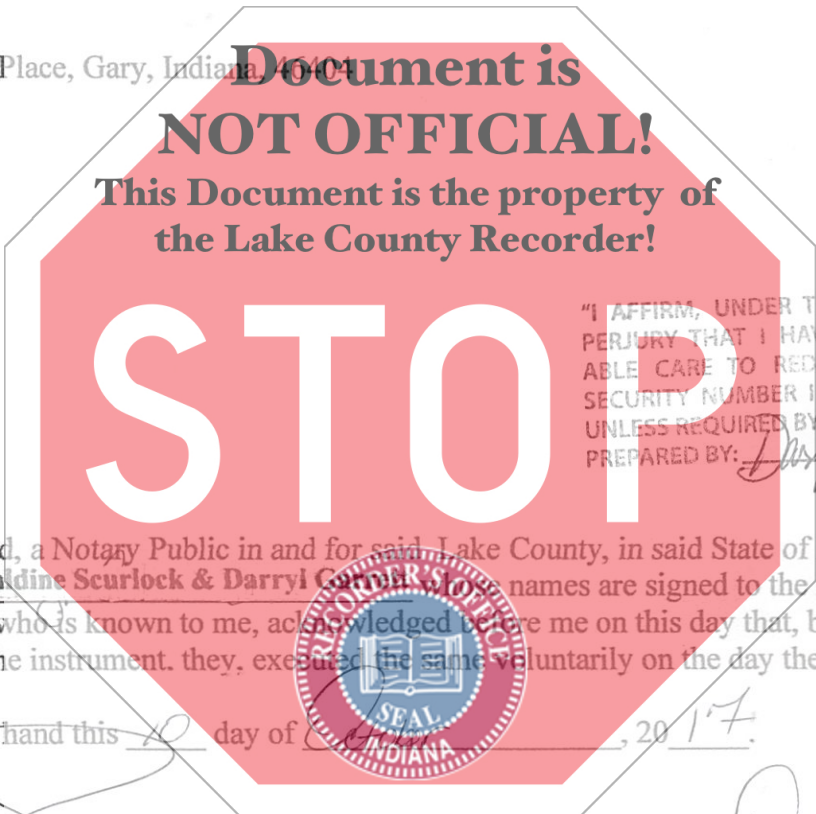 Place, Gary, Indiana, 46404
Document is
NOT OFFICIAL!
This Document is the property of
the Lake County Recorder!
STOP
"I AFFIRM, UNDER T
PERJURY THAT I HAV
ABLE CARE TO RED
SECURITY NUMBER I
UNLESS REQUIRED BY
PREPARED BY:
d, a Notary Public in and for said, Lake County, in said State of
ldine Scurlock & Darryl whose names are signed to the
who is known to me, acknowledged before me on this day that, b
e instrument. they. executed the same voluntarily on the day the
hand this 10 day of October, 2017.
RECORDER'S OFFICE
SEAL
INDIANA